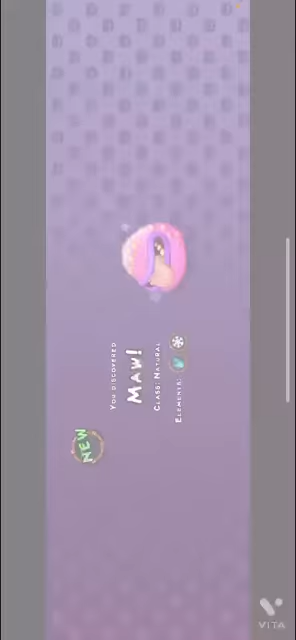 You discovered
Maw!
Class: Natural
Elements:
NEW
VITA